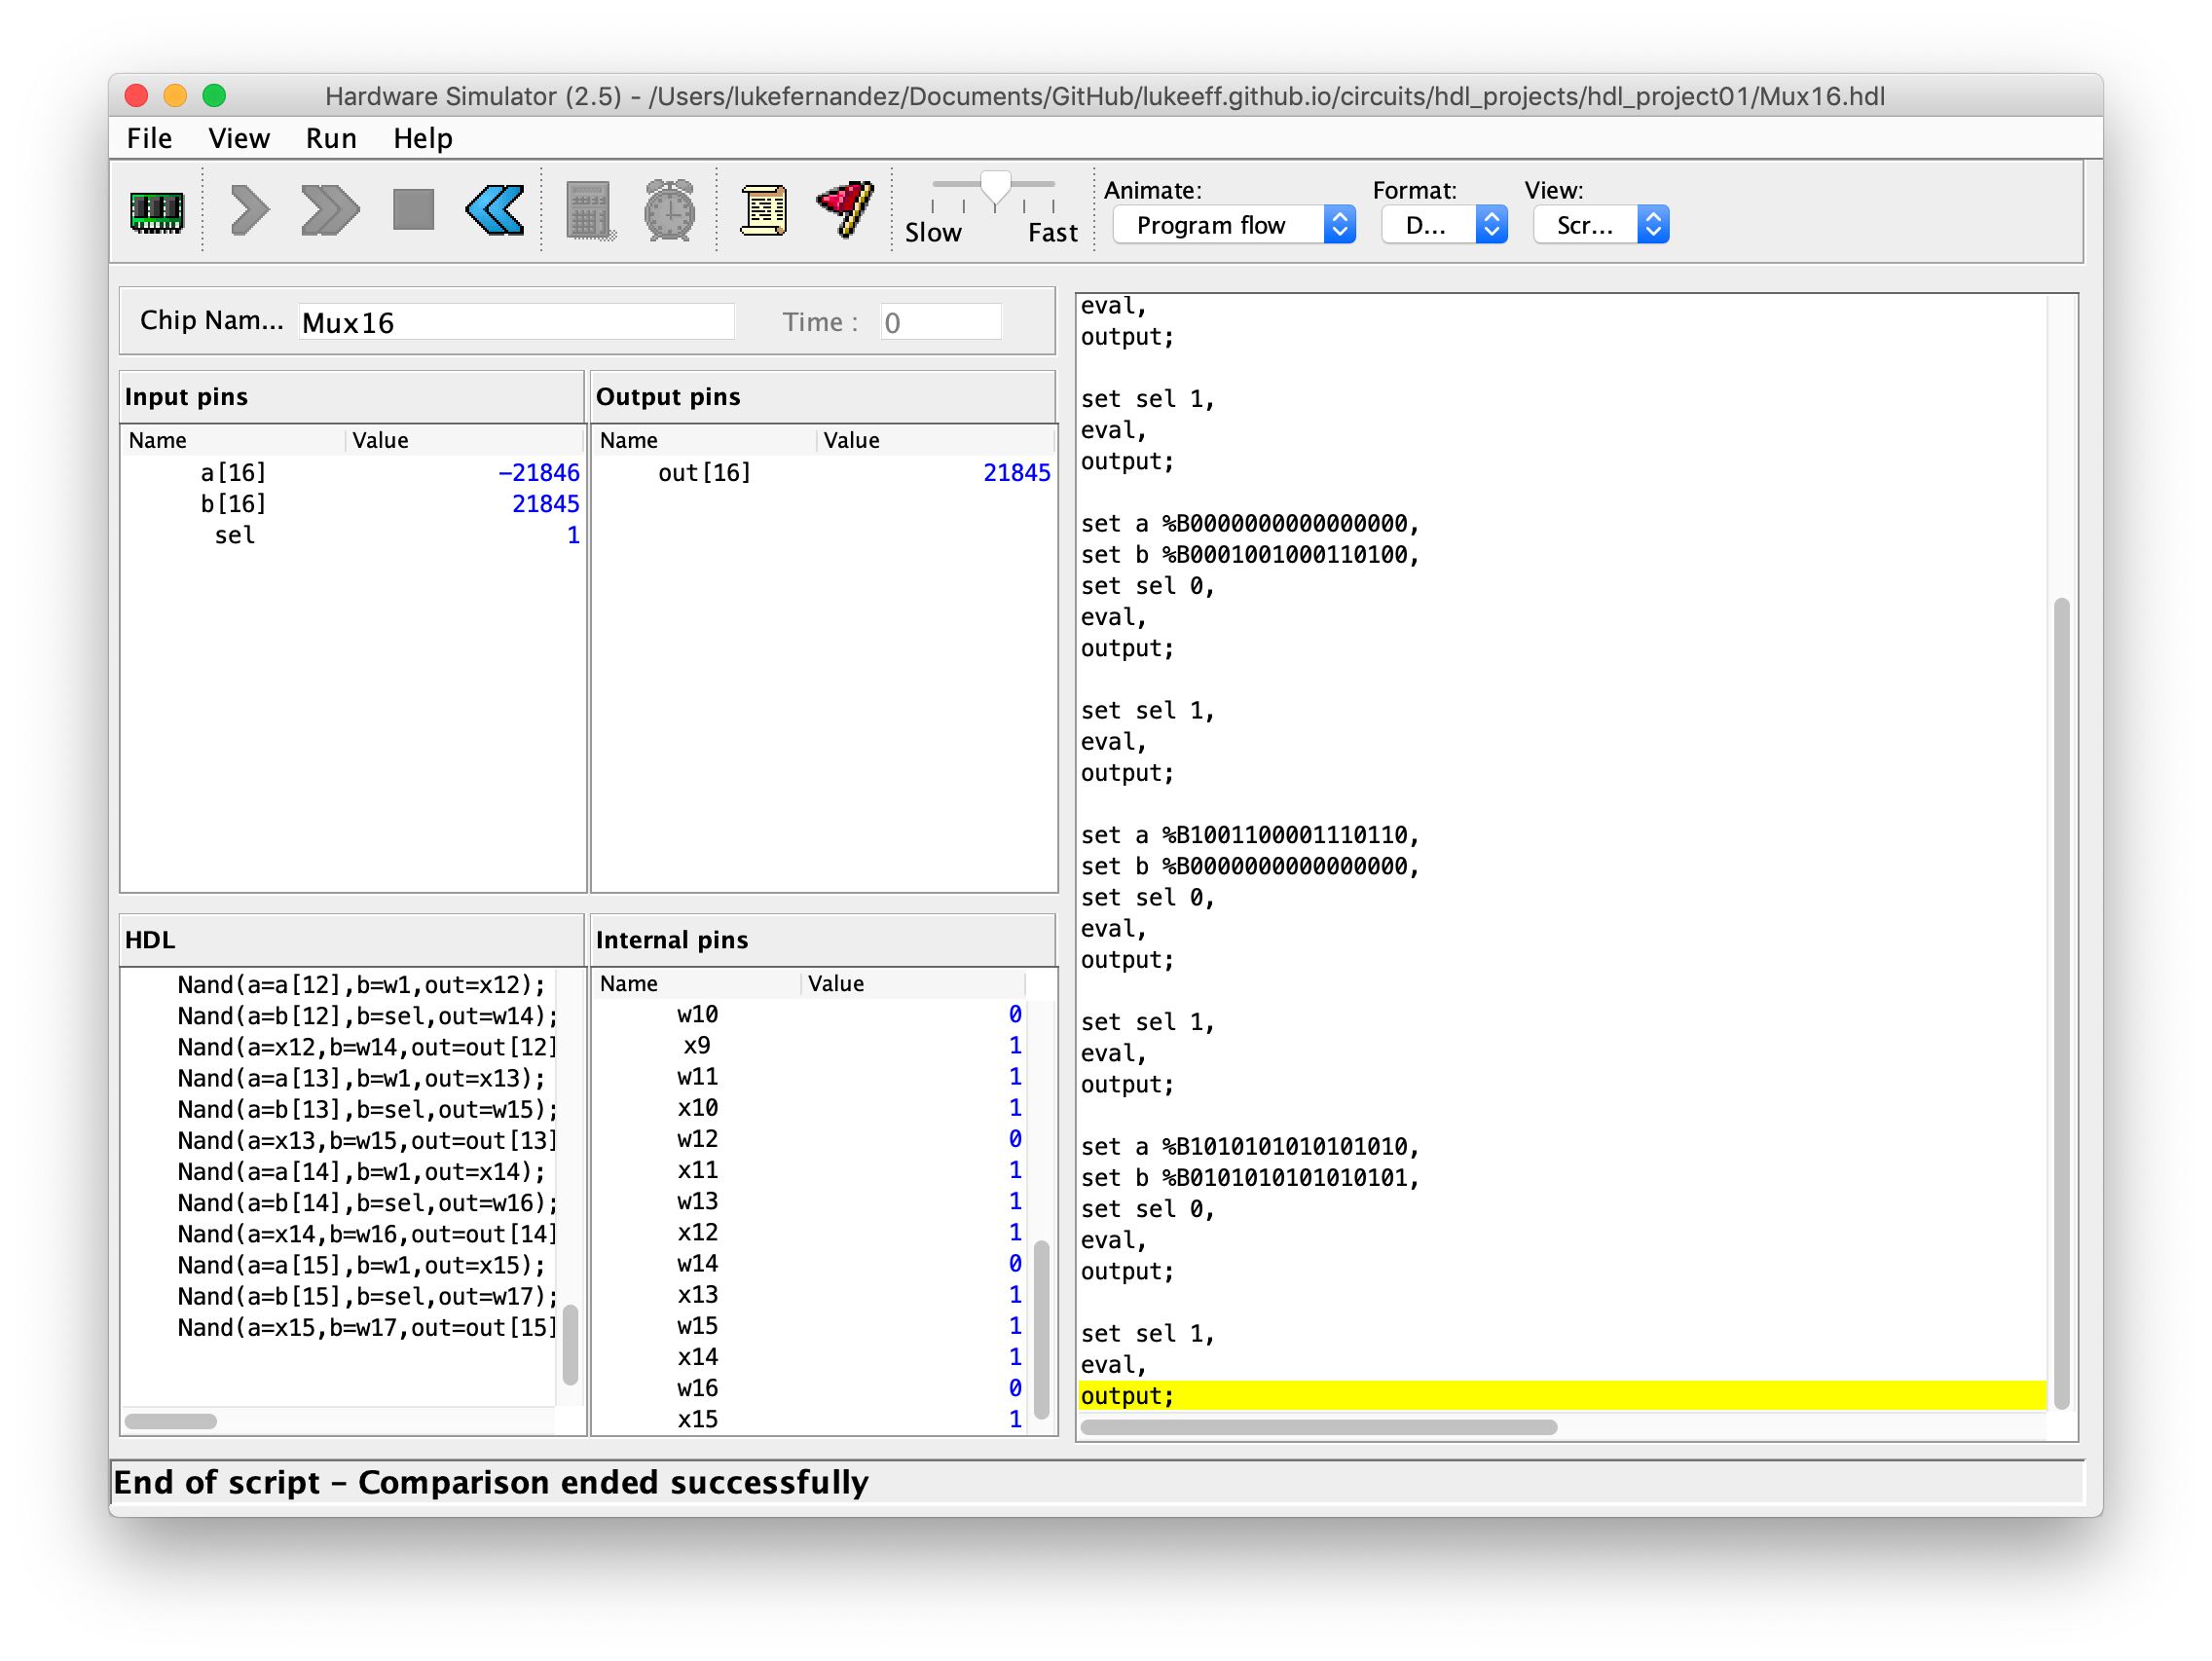 Hardware Simulator (2.5) - /Users/lukefernandez/Documents/GitHub/lukeeff.github.io/circuits/hdl_projects/hdl_project01/Mux16.hdl
File View Run Help
Slow Fast
Animate:
Program flow
Format:
D...
View:
Scr...
Chip Nam... Mux16 Time : 0
Input pins
Name Value
a[16] -21846
b[16] 21845
sel 1
Output pins
Name Value
out[16] 21845
HDL
Nand(a=a[12],b=w1,out=x12);
Nand(a=b[12],b=sel,out=w14);
Nand(a=x12,b=w14,out=out[12]
Nand(a=a[13],b=w1,out=x13);
Nand(a=b[13],b=sel,out=w15);
Nand(a=x13,b=w15,out=out[13]
Nand(a=a[14],b=w1,out=x14);
Nand(a=b[14],b=sel,out=w16);
Nand(a=x14,b=w16,out=out[14]
Nand(a=a[15],b=w1,out=x15);
Nand(a=b[15],b=sel,out=w17);
Nand(a=x15,b=w17,out=out[15]
Internal pins
Name Value
w10 0
x9 1
w11 1
x10 1
w12 0
x11 1
w13 1
x12 1
w14 0
x13 1
w15 1
x14 1
w16 0
x15 1
eval,
output;
set sel 1,
eval,
output;
set a %B0000000000000000,
set b %B0001001000110100,
set sel 0,
eval,
output;
set sel 1,
eval,
output;
set a %B1001100001110110,
set b %B0000000000000000,
set sel 0,
eval,
output;
set sel 1,
eval,
output;
set a %B1010101010101010,
set b %B0101010101010101,
set sel 0,
eval,
output;
set sel 1,
eval,
output;
End of script - Comparison ended successfully